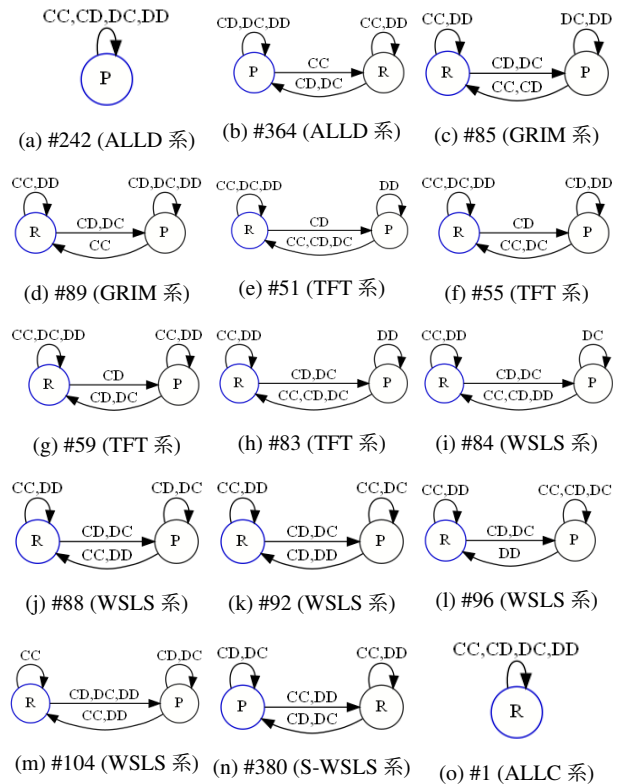 CC,CD,DC,DD
P
(a) #242 (ALLD 系)
CD,DC,DD
CC,DD
P
CC
CD,DC
R
(b) #364 (ALLD 系)
CC,DD
DC,DD
R
CD,DC
CC,CD
P
(c) #85 (GRIM 系)
CC,DD
CD,DC,DD
R
CD,DC
CC
P
(d) #89 (GRIM 系)
CC,DC,DD
DD
R
CD
CC,CD,DC
P
(e) #51 (TFT 系)
CC,DC,DD
CD,DD
R
CD
CC,DC
P
(f) #55 (TFT 系)
CC,DC,DD
CC,DD
R
CD
CD,DC
P
(g) #59 (TFT 系)
CC,DD
DD
R
CD,DC
CC,CD,DC
P
(h) #83 (TFT 系)
CC,DD
DC
R
CD,DC
CC,CD,DD
P
(i) #84 (WSLS 系)
CC,DD
CD,DC
R
CD,DC
CC,DD
P
(j) #88 (WSLS 系)
CC,DD
CC,DC
R
CD,DC
CD,DD
P
(k) #92 (WSLS 系)
CC,DD
CC,CD,DC
R
CD,DC
DD
P
(l) #96 (WSLS 系)
CC
CD,DC
R
CD,DC,DD
CC,DD
P
(m) #104 (WSLS 系)
CD,DC
CC,DD
P
CC,DD
CD,DC
R
(n) #380 (S-WSLS 系)
CC,CD,DC,DD
R
(o) #1 (ALLC 系)